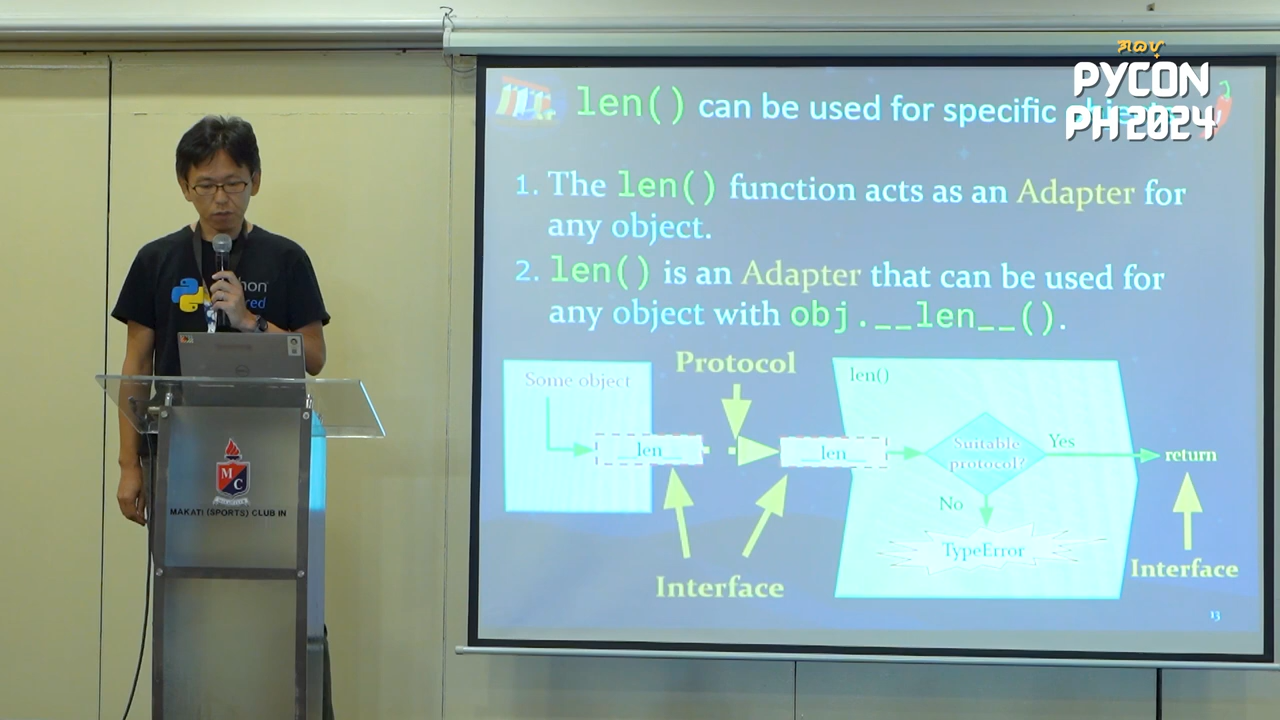 ᜉᜌ᜔
PYCON
PH 2024
len() can be used for specific
1. The len() function acts as an Adapter for
any object.
2. len() is an Adapter that can be used for
any object with obj.__len__().
Protocol
Some object
__len__
__len__
len()
Suitable
protocol?
Yes
No
return
TypeError
Interface
Interface
13
M C
MAKATI (SPORTS) CLUB IN
DELL